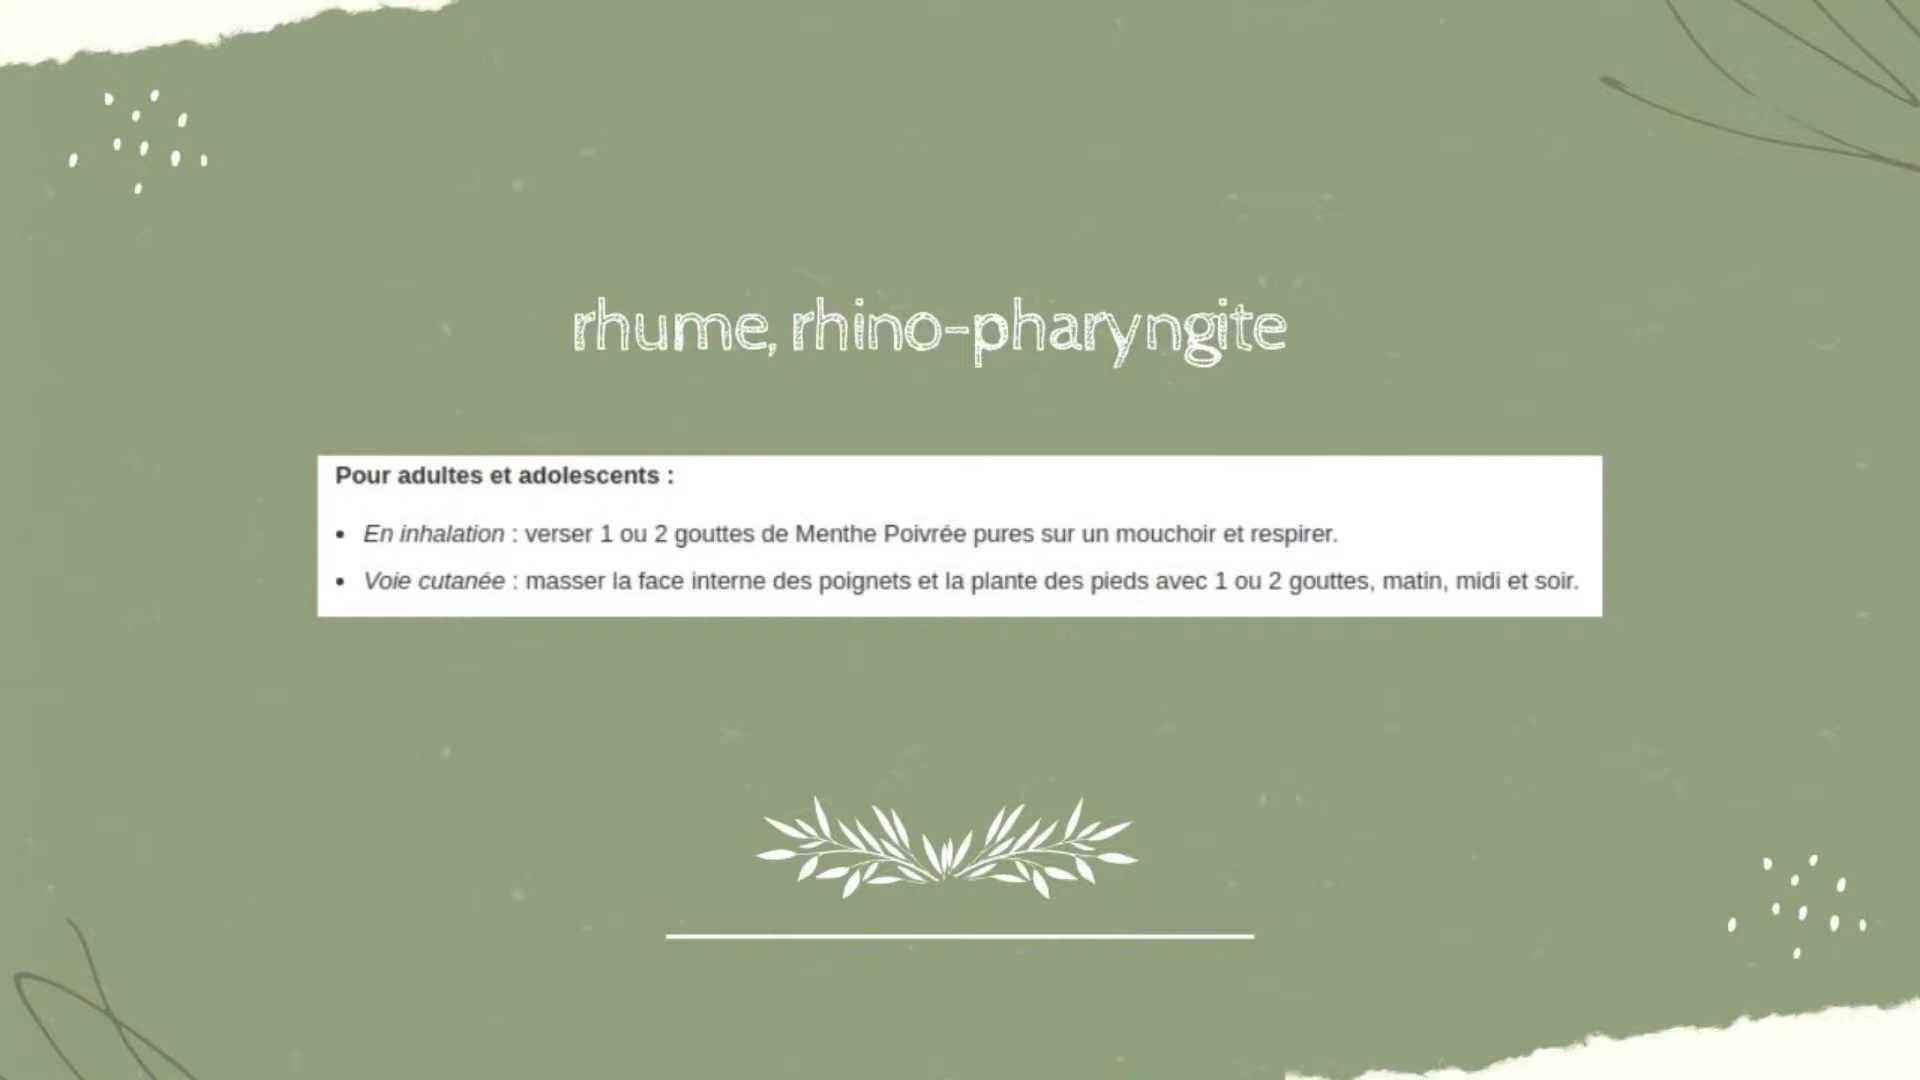 rhume, rhino-pharyngite
Pour adultes et adolescents :
• En inhalation : verser 1 ou 2 gouttes de Menthe Poivrée pures sur un mouchoir et respirer.
• Voie cutanée : masser la face interne des poignets et la plante des pieds avec 1 ou 2 gouttes, matin, midi et soir.